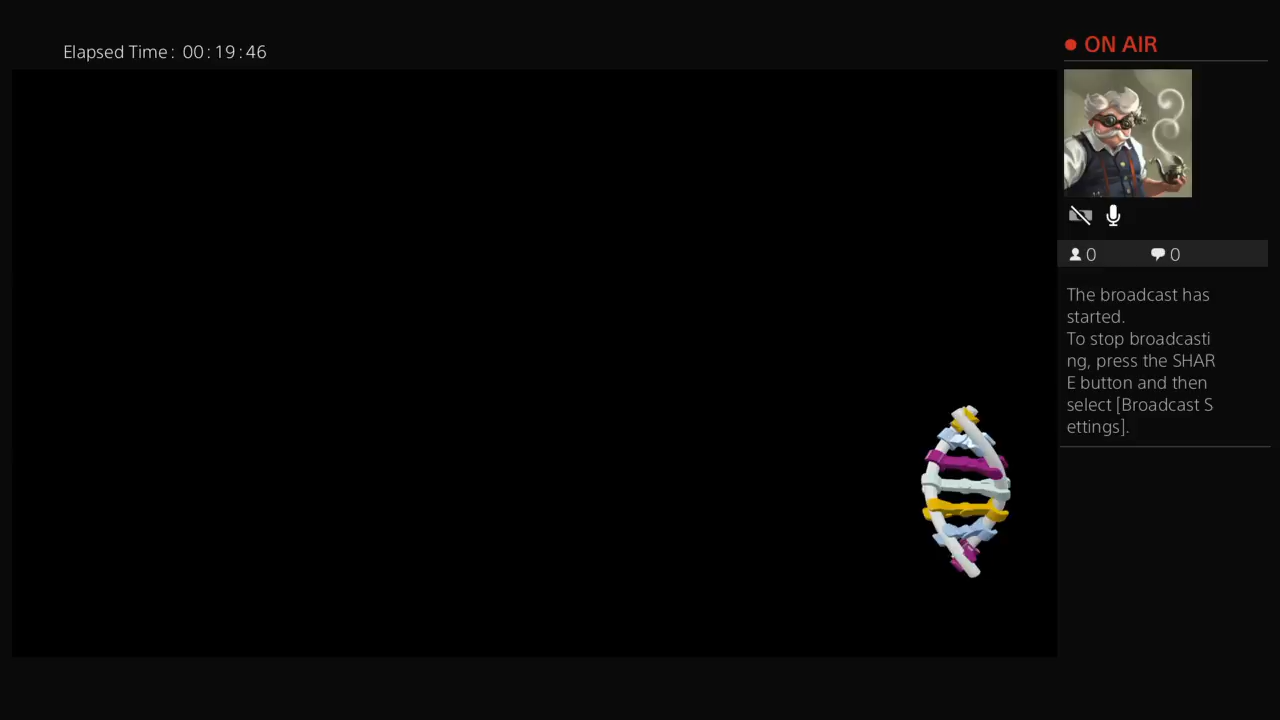 Elapsed Time: 00:19:46
ON AIR
0
0
The broadcast has
started.
To stop broadcasti
ng, press the SHAR
E button and then
select [Broadcast S
ettings].